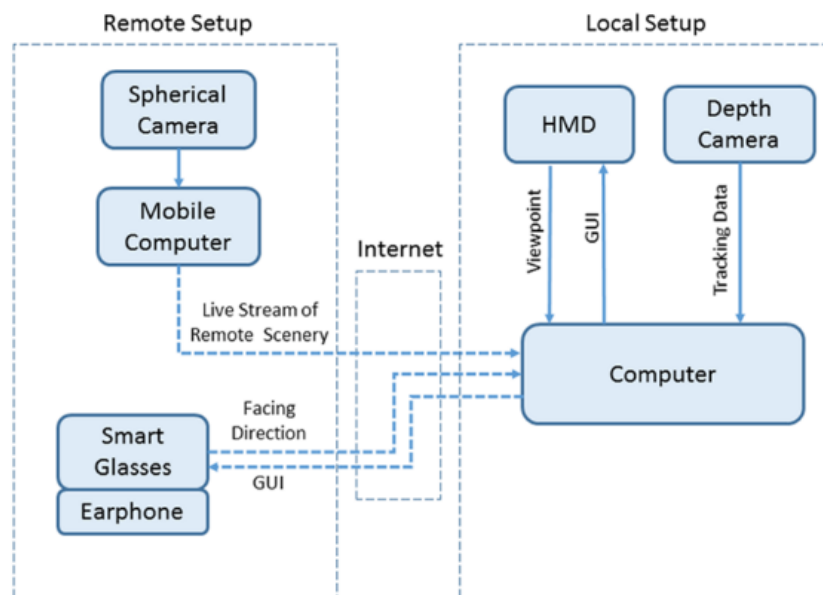 Remote Setup
Local Setup
Spherical
Camera
HMD
Depth
Camera
Mobile
Computer
Viewpoint
GUI
Tracking Data
Internet
Live Stream of
Remote Scenery
Computer
Facing
Direction
Smart
Glasses
GUI
Earphone